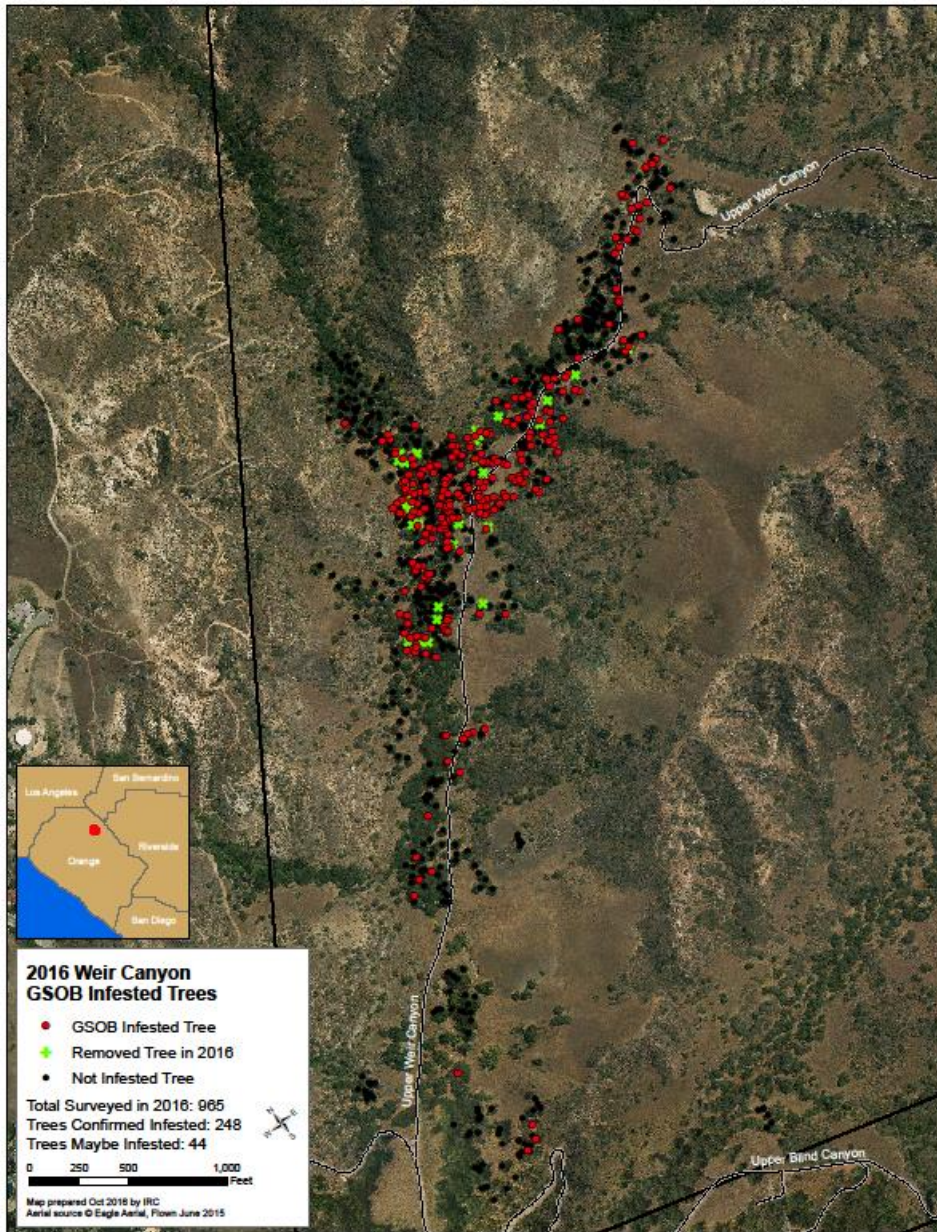 Upper Weir Canyon
Los Angeles
San Bernardino
Orange
Riverside
San Diego
2016 Weir Canyon
GSOB Infested Trees
GSOB Infested Tree
Removed Tree in 2016
Not Infested Tree
Total Surveyed in 2016: 965
Trees Confirmed Infested: 248
Trees Maybe Infested: 44
N
0 250 500 1,000
Feet
Map prepared Oct 2016 by IRC
Aerial source © Eagle Aerial, Flown June 2015
Upper Weir Canyon
Upper Blind Canyon